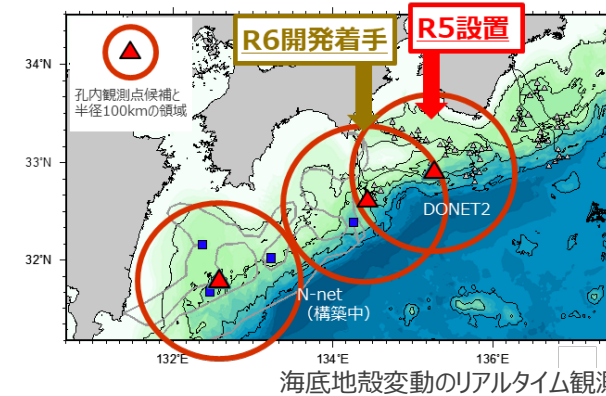 R6開発着手
R5設置
孔内観測点候補と
半径100kmの領域
34°N
33°N
32°N
DONET2
N-net
(構築中)
132°E
134°E
136°E
海底地殻変動のリアルタイム観測